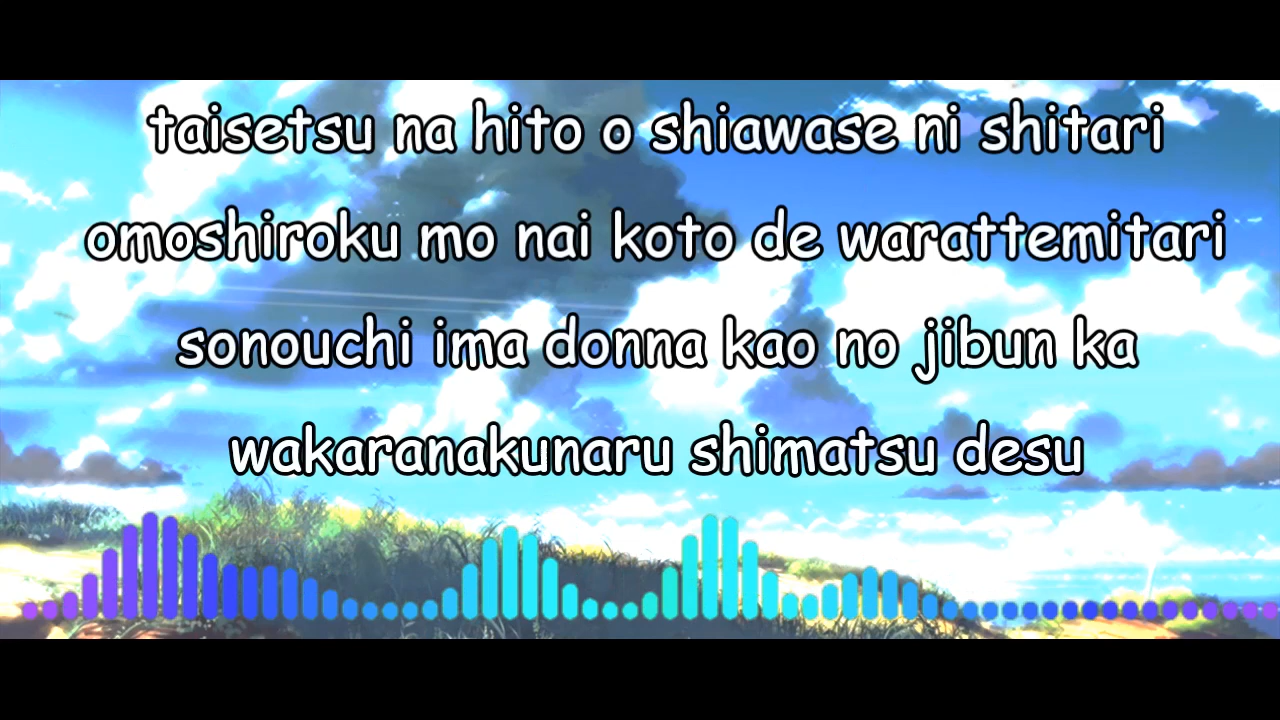 taisetsu na hito o shiawase ni shitari
omoshiroku mo nai koto de warattemitari
sonouchi ima donna kao no jibun ka
wakaranakunaru shimatsu desu